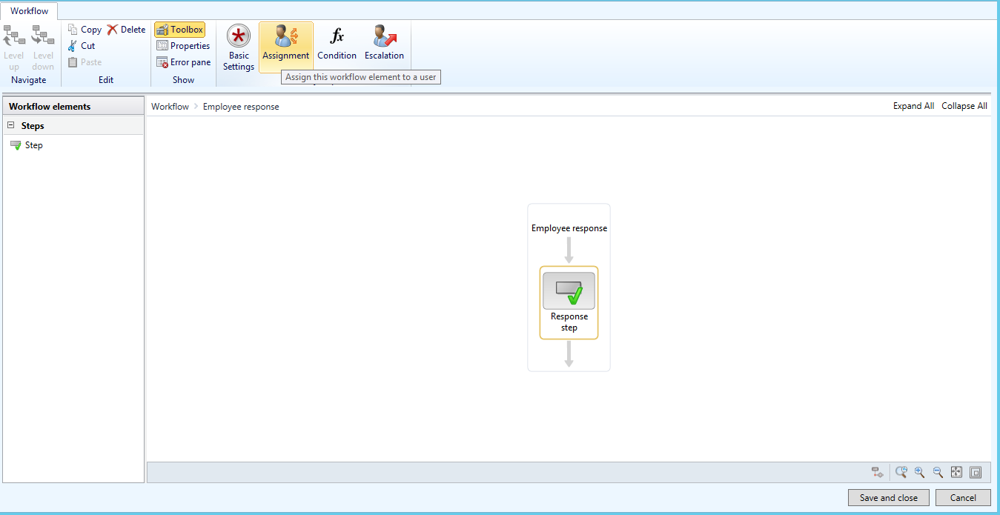 Workflow
Level up
Level down
Navigate
Copy
Delete
Cut
Paste
Edit
Toolbox
Properties
Error pane
Show
Basic
Settings
Assignment
Condition
Escalation
Assign this workflow element to a user
Workflow elements
Steps
Step
Workflow
Employee response
Expand All
Collapse All
Employee response
Response
step
Save and close
Cancel